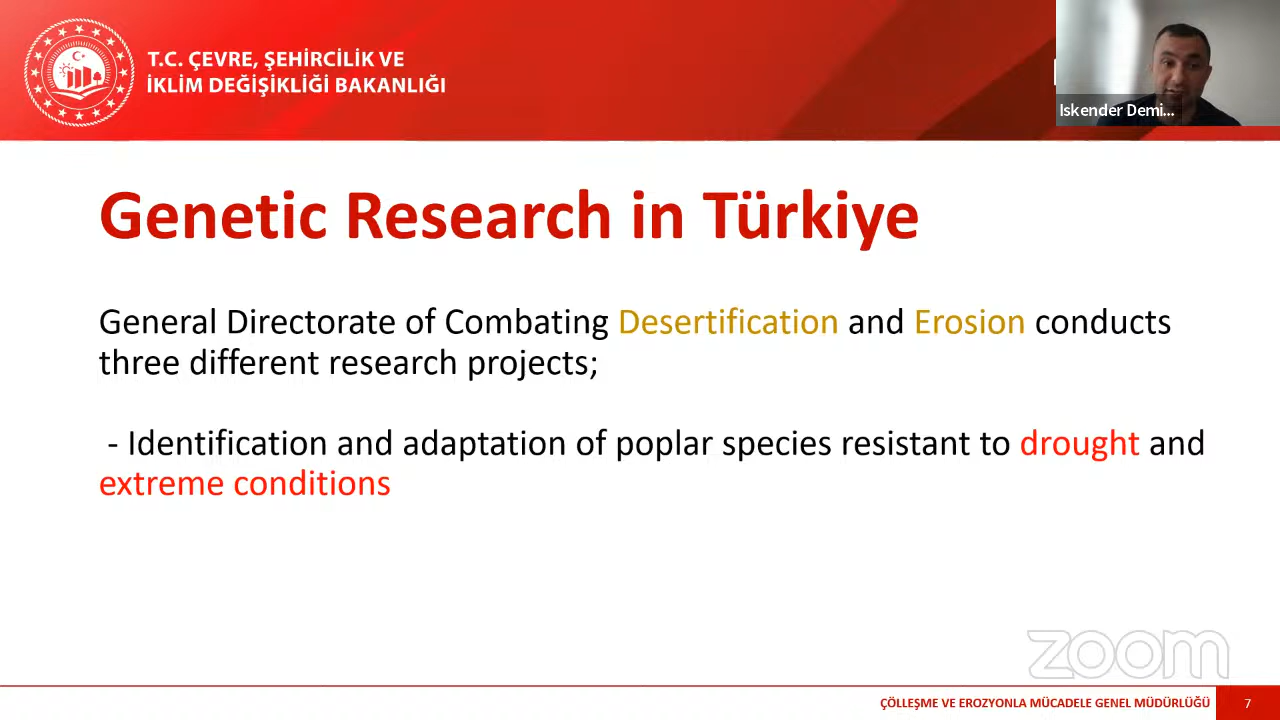 T.C. ÇEVRE, ŞEHİRCİLİK VE
İKLİM DEĞİŞİKLİĞİ BAKANLIĞI
Iskender Demi...
Genetic Research in Türkiye
General Directorate of Combating Desertification and Erosion conducts
three different research projects;
- Identification and adaptation of poplar species resistant to drought and
extreme conditions
zoom
ÇÖLLEŞME VE EROZYONLA MÜCADELE GENEL MÜDÜRLÜĞÜ
7